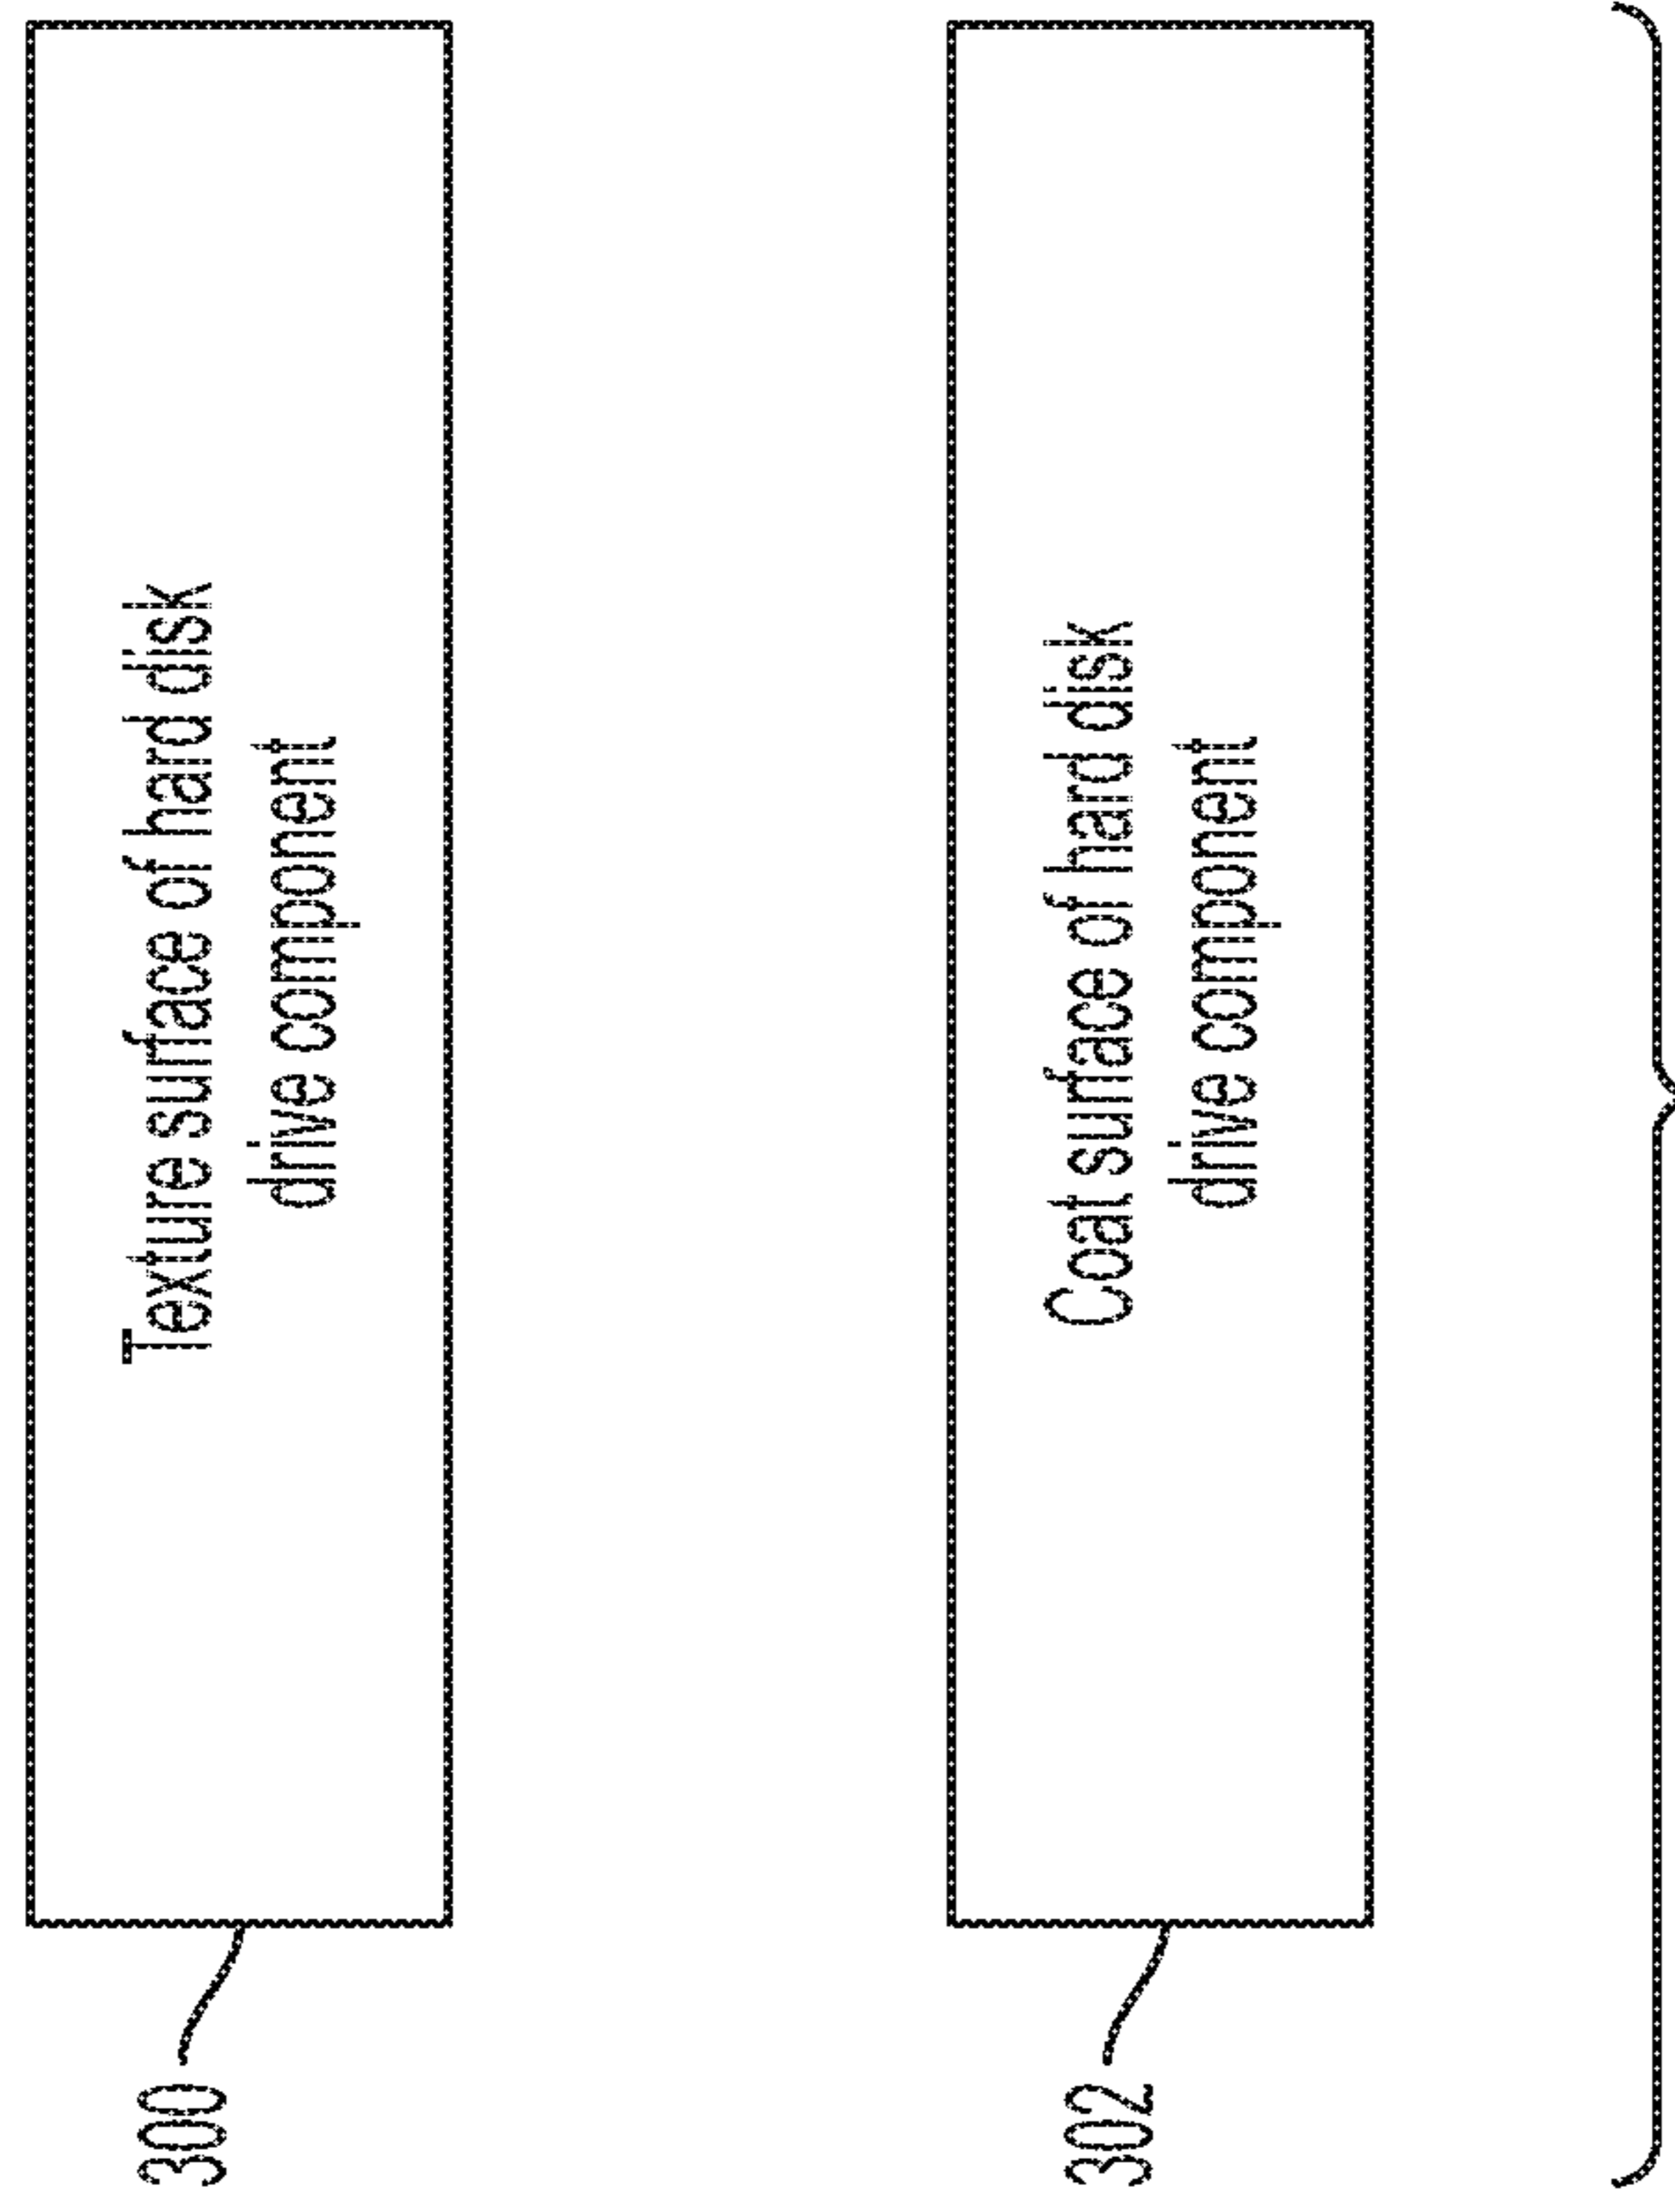 300
Texture surface of hard disk
drive component
302
Coat surface of hard disk
drive component